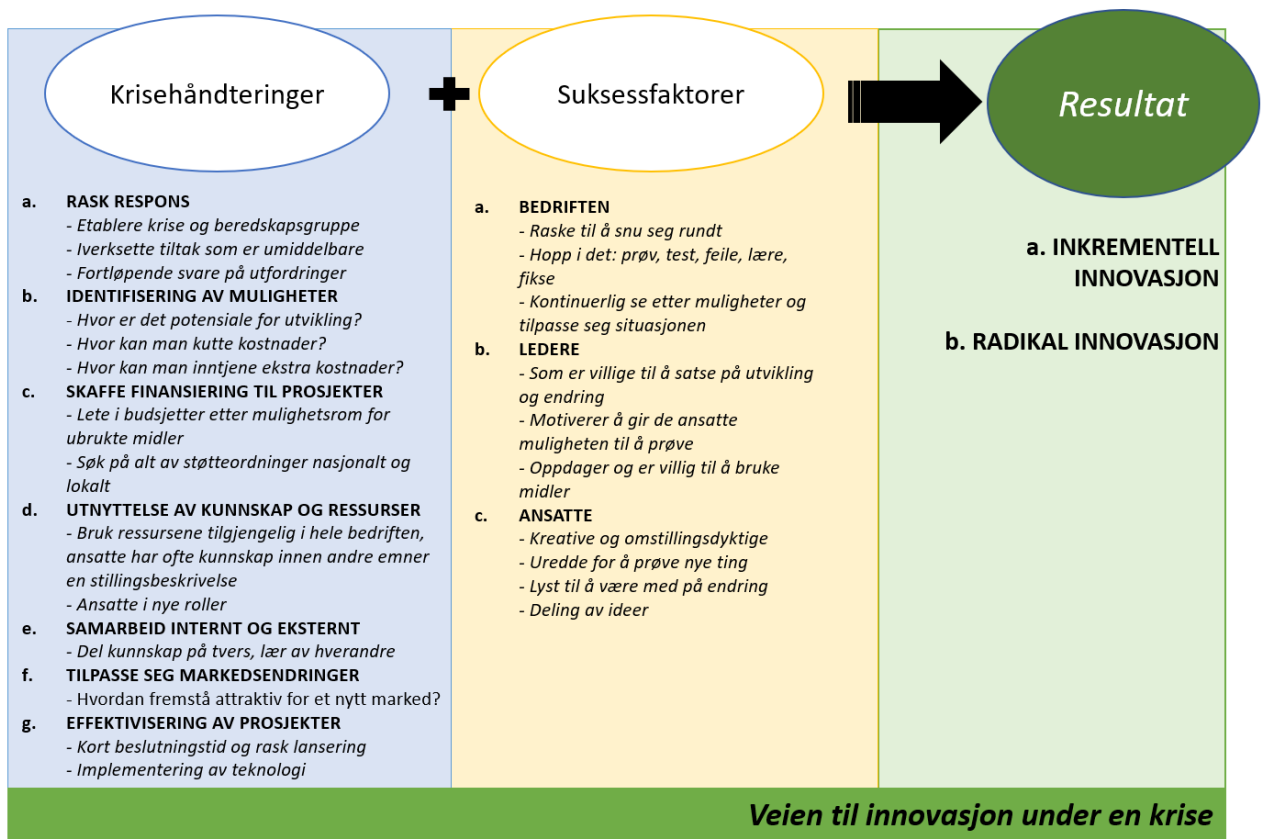 Krisehåndteringer
Suksessfaktorer
Resultat
a. RASK RESPONS
- Etablere krise og beredskapsgruppe
- Iverksette tiltak som er umiddelbare
- Fortløpende svare på utfordringer
b. IDENTIFISERING AV MULIGHETER
- Hvor er det potensiale for utvikling?
- Hvor kan man kutte kostnader?
- Hvor kan man inntjene ekstra kostnader?
c. SKAFFE FINANSIERING TIL PROSJEKTER
- Lete i budsjetter etter mulighetsrom for
ubrukte midler
- Søk på alt av støtteordninger nasjonalt og
lokalt
d. UTNYTTELSE AV KUNNSKAP OG RESSURSER
- Bruk ressursene tilgjengelig i hele bedriften,
ansatte har ofte kunnskap innen andre emner
en stillingsbeskrivelse
- Ansatte i nye roller
e. SAMARBEID INTERNT OG EKSTERNT
- Del kunnskap på tvers, lær av hverandre
f. TILPASSE SEG MARKEDSENDRINGER
- Hvordan fremstå attraktiv for et nytt marked?
g. EFFEKTIVISERING AV PROSJEKTER
- Kort beslutningstid og rask lansering
- Implementering av teknologi
a. BEDRIFTEN
- Raske til å snu seg rundt
- Hopp i det: prøv, test, feile, lære,
fikse
- Kontinuerlig se etter muligheter og
tilpasse seg situasjonen
b. LEDERE
- Som er villige til å satse på utvikling
og endring
- Motiverer å gir de ansatte
muligheten til å prøve
- Oppdager og er villig til å bruke
midler
c. ANSATTE
- Kreative og omstillingsdyktige
- Uredde for å prøve nye ting
- Lyst til å være med på endring
- Deling av ideer
a. INKREMENTELL
INNOVASJON
b. RADIKAL INNOVASJON
Veien til innovasjon under en krise